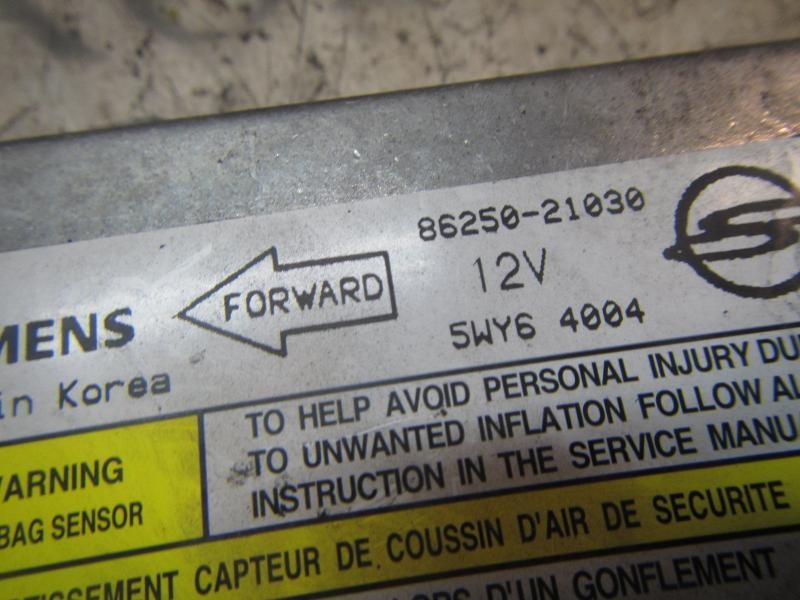 86250-21030
FORWARD
12V
MENS
5WY6 4004
in Korea
TO HELP AVOID PERSONAL INJURY DU
TO UNWANTED INFLATION FOLLOW AL
INSTRUCTION IN THE SERVICE MANU
ARNING
BAG SENSOR
TISSEMENT CAPTEUR DE COUSSIN D'AIR DE SECURITE
LORS D'UN GONFLEMENT